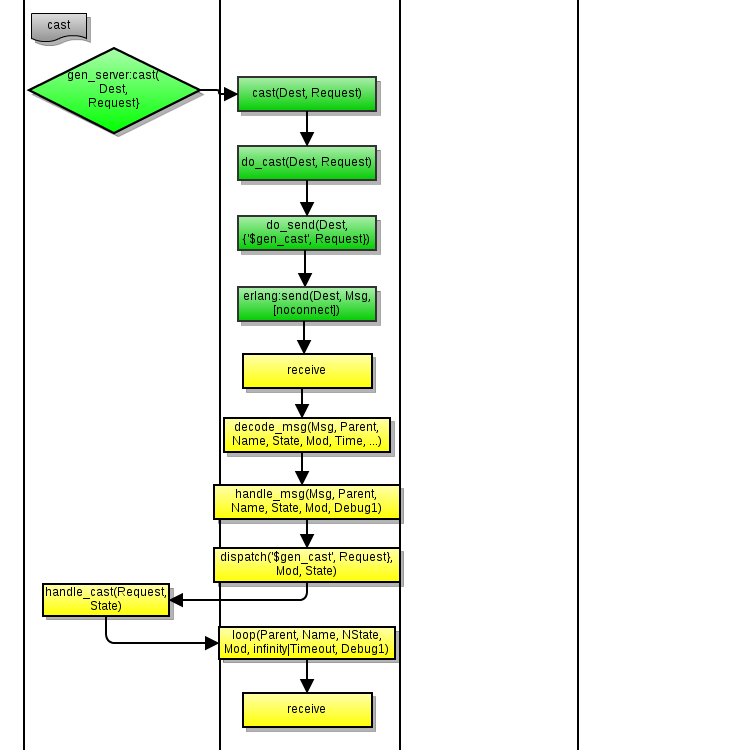 cast
gen_server:cast(
Dest,
Request}
cast(Dest, Request)
do_cast(Dest, Request)
do_send(Dest,
{'$gen_cast', Request})
erlang:send(Dest, Msg,
[noconnect])
receive
decode_msg(Msg, Parent,
Name, State, Mod, Time, ...)
handle_msg(Msg, Parent,
Name, State, Mod, Debug1)
dispatch('$gen_cast', Request},
Mod, State)
handle_cast(Request,
State)
loop(Parent, Name, NState,
Mod, infinity|Timeout, Debug1)
receive